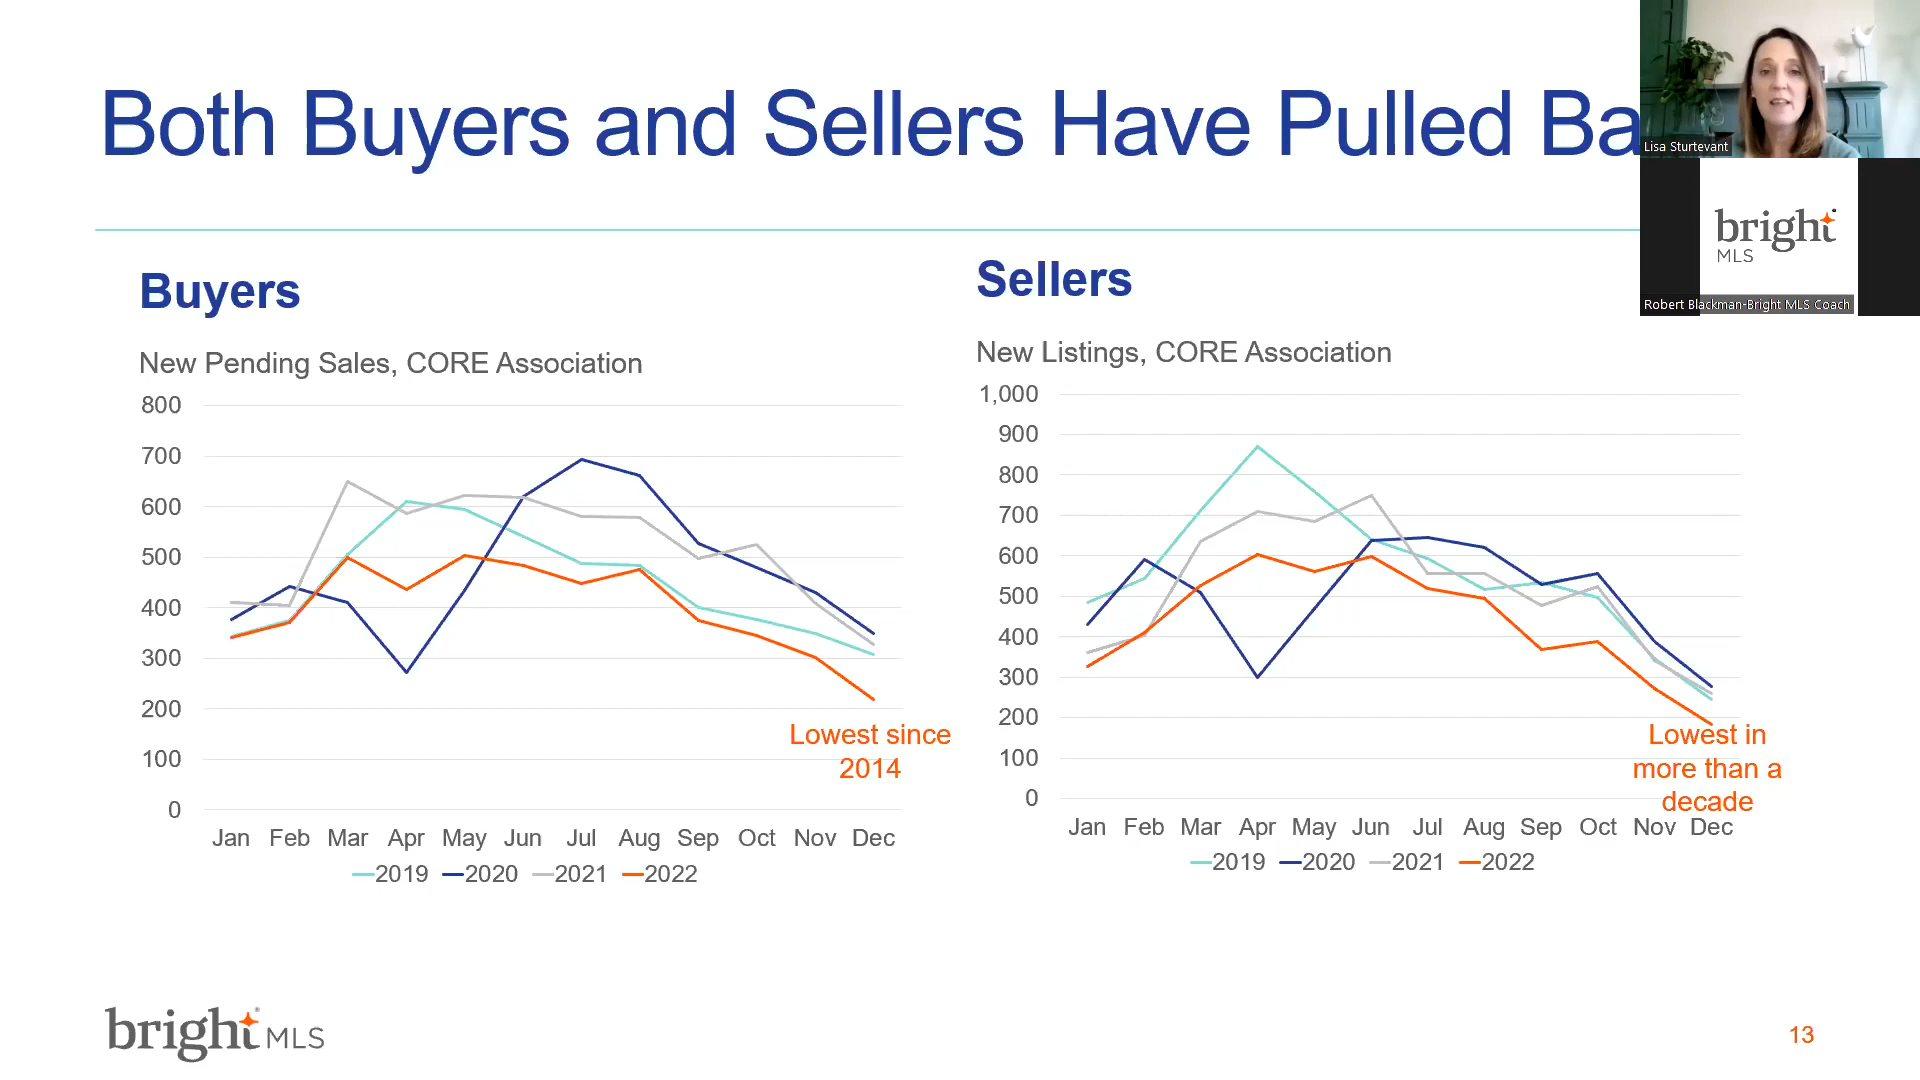 Both Buyers and Sellers Have Pulled Ba
Lisa Sturtevant
bright
MLS
Robert Blackman-Bright MLS Coach
Buyers
New Pending Sales, CORE Association
800
700
600
500
400
300
200
100
0
Lowest since
2014
Jan Feb Mar Apr May Jun Jul Aug Sep Oct Nov Dec
2019 2020 2021 2022
Sellers
New Listings, CORE Association
1,000
900
800
700
600
500
400
300
200
100
0
Lowest in
more than a
decade
Jan Feb Mar Apr May Jun Jul Aug Sep Oct Nov Dec
2019 2020 2021 2022
bright MLS
13